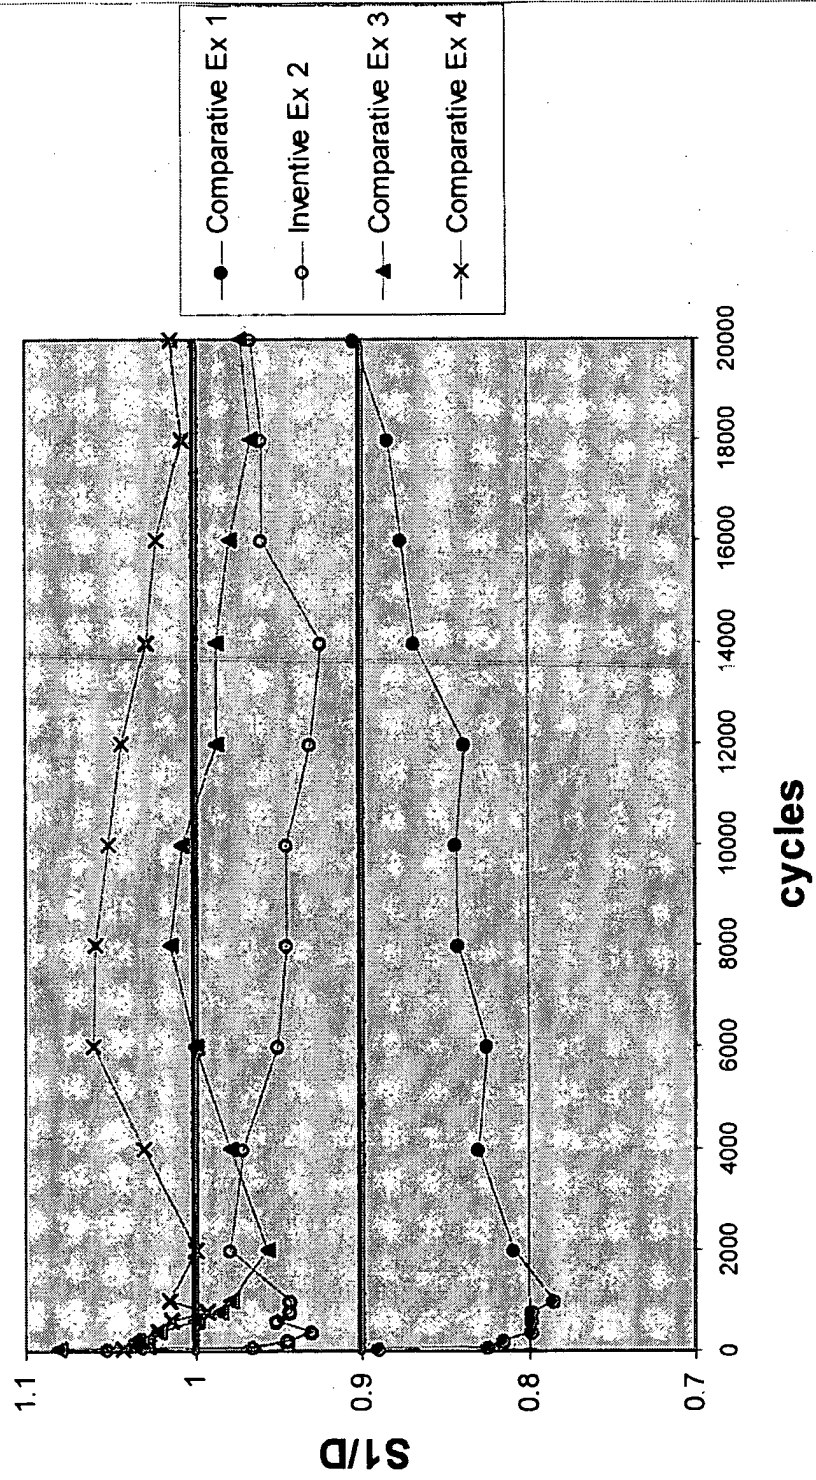 Comparative Ex 1
Inventive Ex 2
Comparative Ex 3
Comparative Ex 4
1.1
1
0.9
0.8
0.7
S1/D
0
2000
4000
6000
8000
10000
12000
14000
16000
18000
20000
cycles